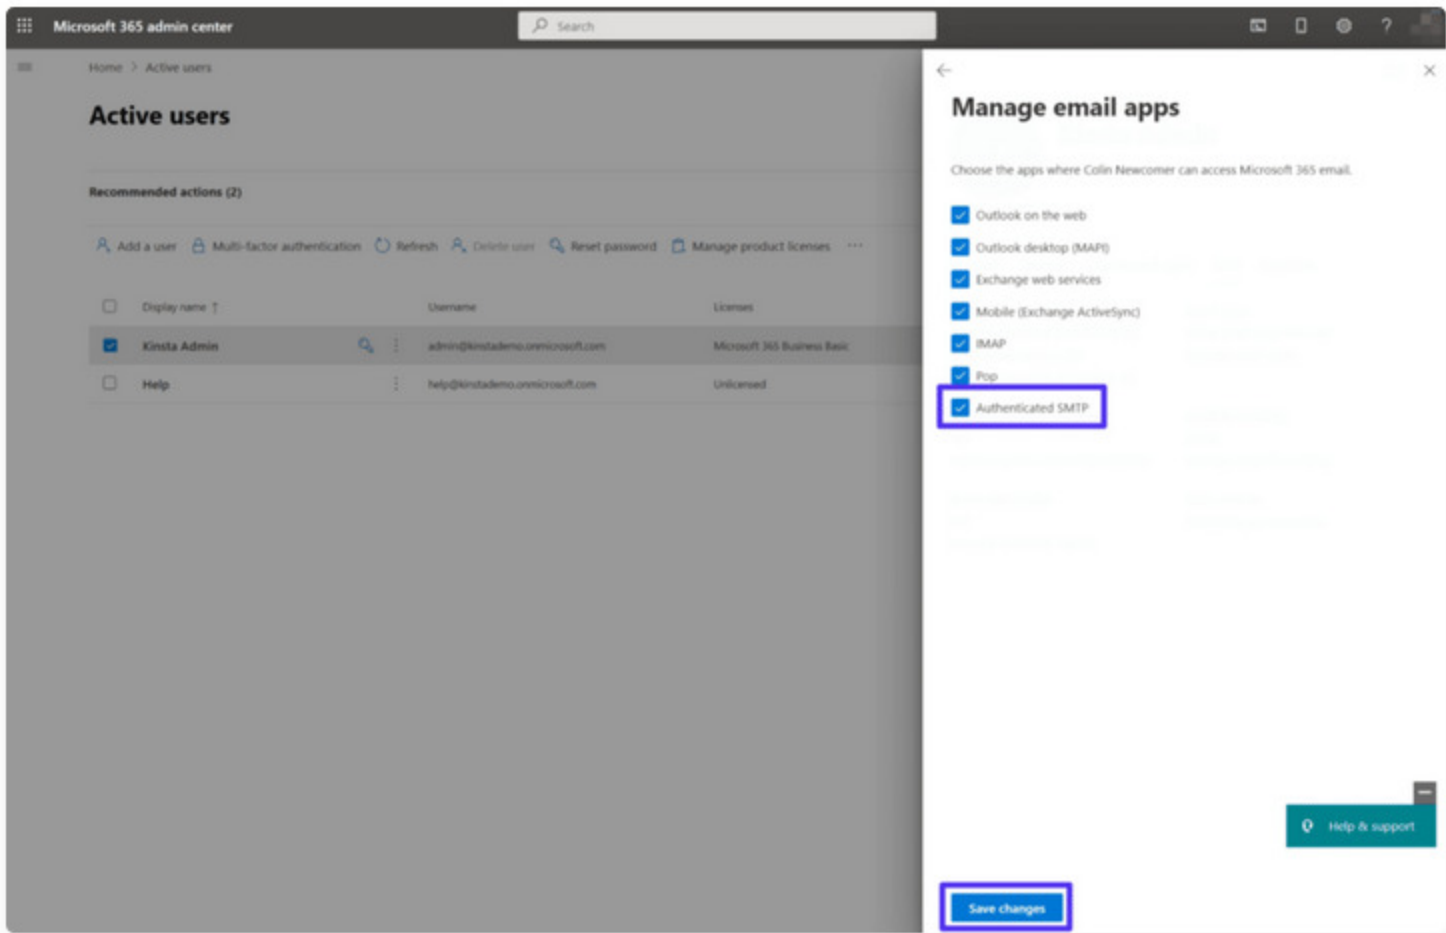 Microsoft 365 admin center
Search
?
Home > Active users
Active users
Recommended actions (2)
Add a user Multi-factor authentication Refresh Delete user Reset password Manage product licenses ...
Display name ↑ Username Licenses
Kinsta Admin admin@kinstademo.onmicrosoft.com Microsoft 365 Business Basic
Help help@kinstademo.onmicrosoft.com Unlicensed
Manage email apps
Choose the apps where Colin Newcomer can access Microsoft 365 email.
Outlook on the web
Outlook desktop (MAPI)
Exchange web services
Mobile (Exchange ActiveSync)
IMAP
Pop
Authenticated SMTP
Help & support
Save changes